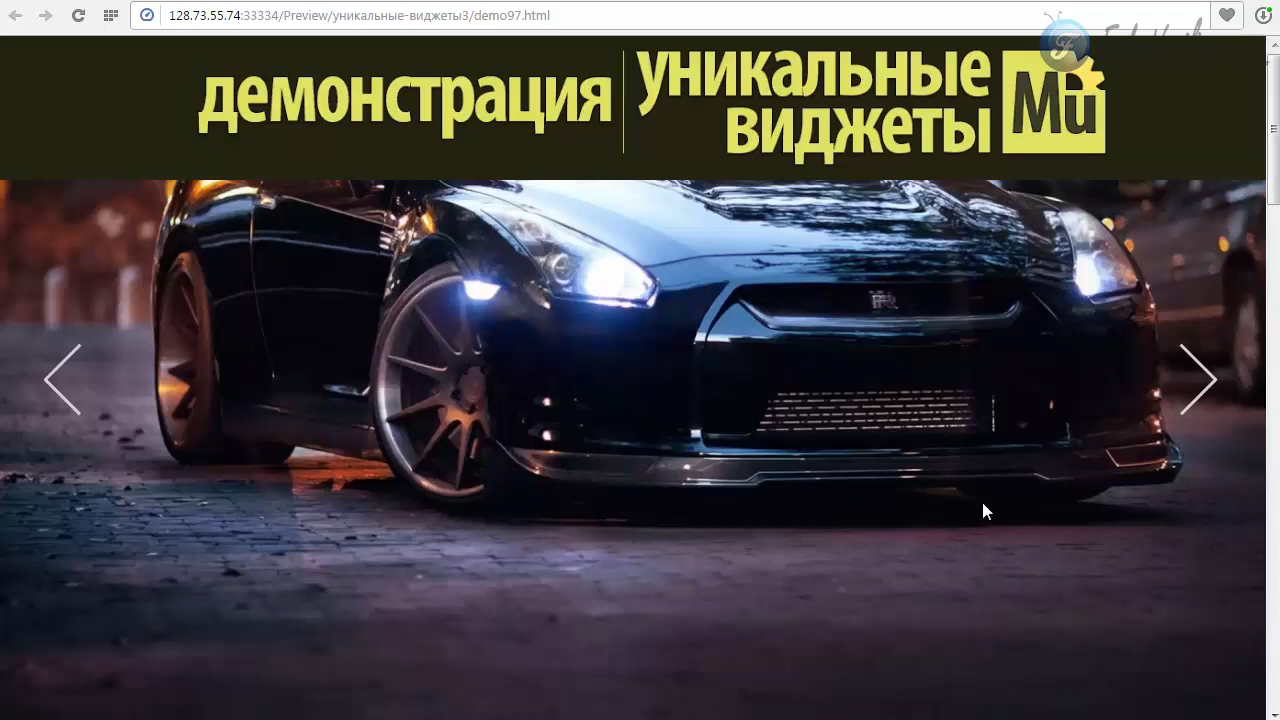 128.73.55.74:33334/Preview/уникальные-виджеты3/demo97.html
демонстрация
уникальные
виджеты
Mu